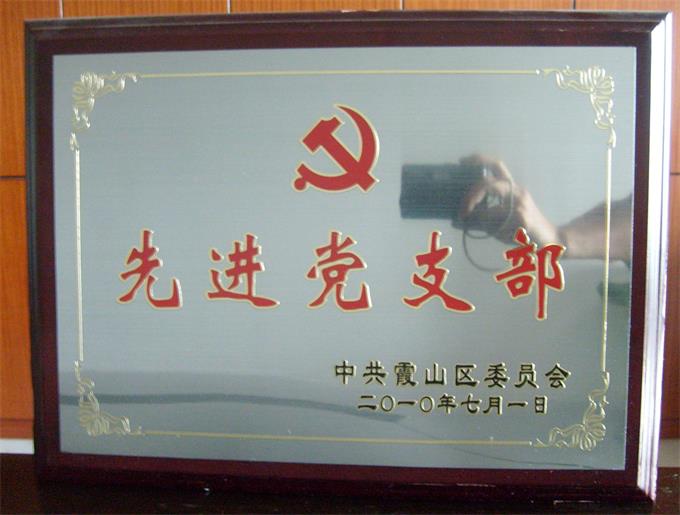 先进党支部
中共霞山区委员会
二〇一〇年七月一日